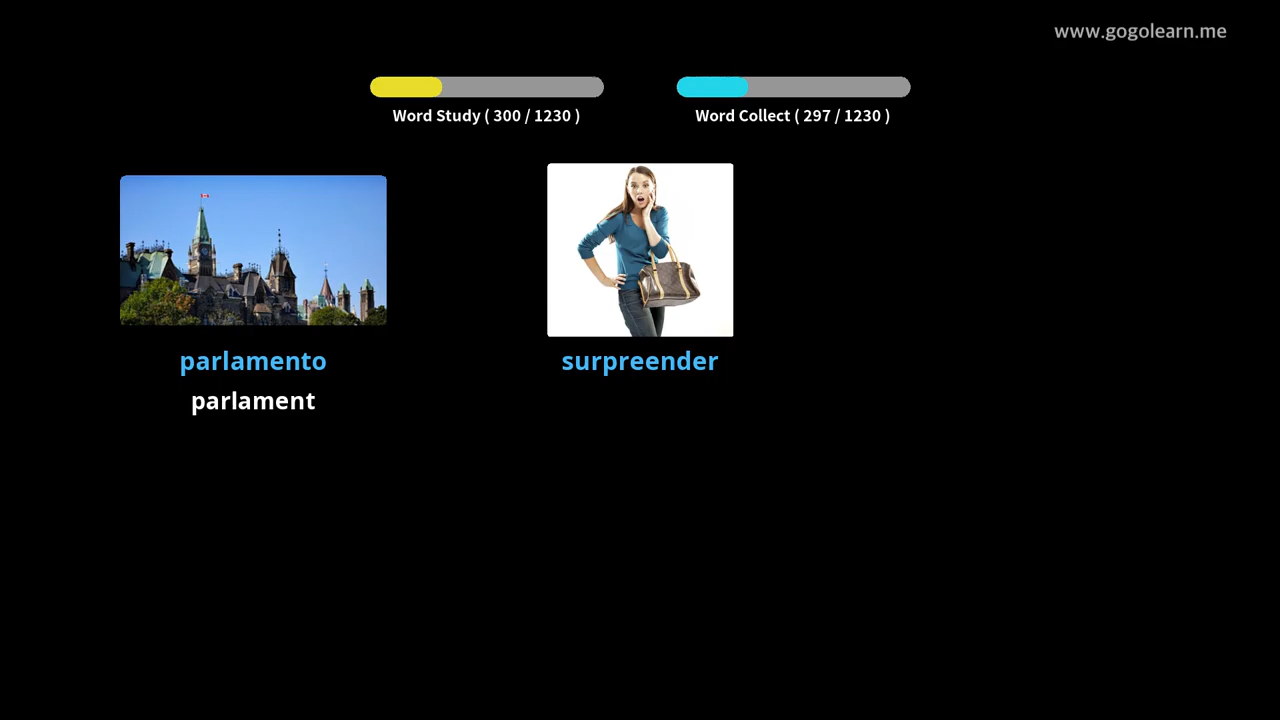 www.gogolearn.me
Word Study ( 300 / 1230 )
Word Collect ( 297 / 1230 )
parlamento
surpreender
parlament